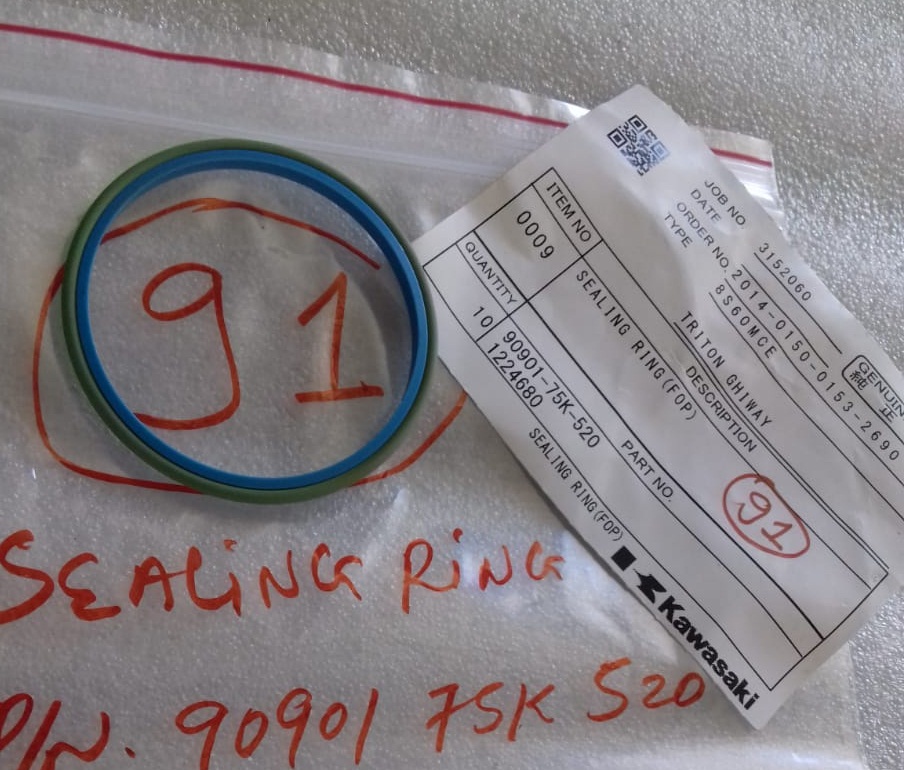 91
SEALING RING
P/N. 90901 75K 520
JOB NO. 3152060
DATE
ORDER NO. 2014-0150-0153-2690
TYPE 8S60MCE
GENUIN
純正
TRITON GHIWAY
ITEM NO
DESCRIPTION
0009
SEALING RING(FOP)
QUANTITY
PART NO.
10
90901-75K-520
1224680
SEALING RING(FOP)
91
Kawasaki